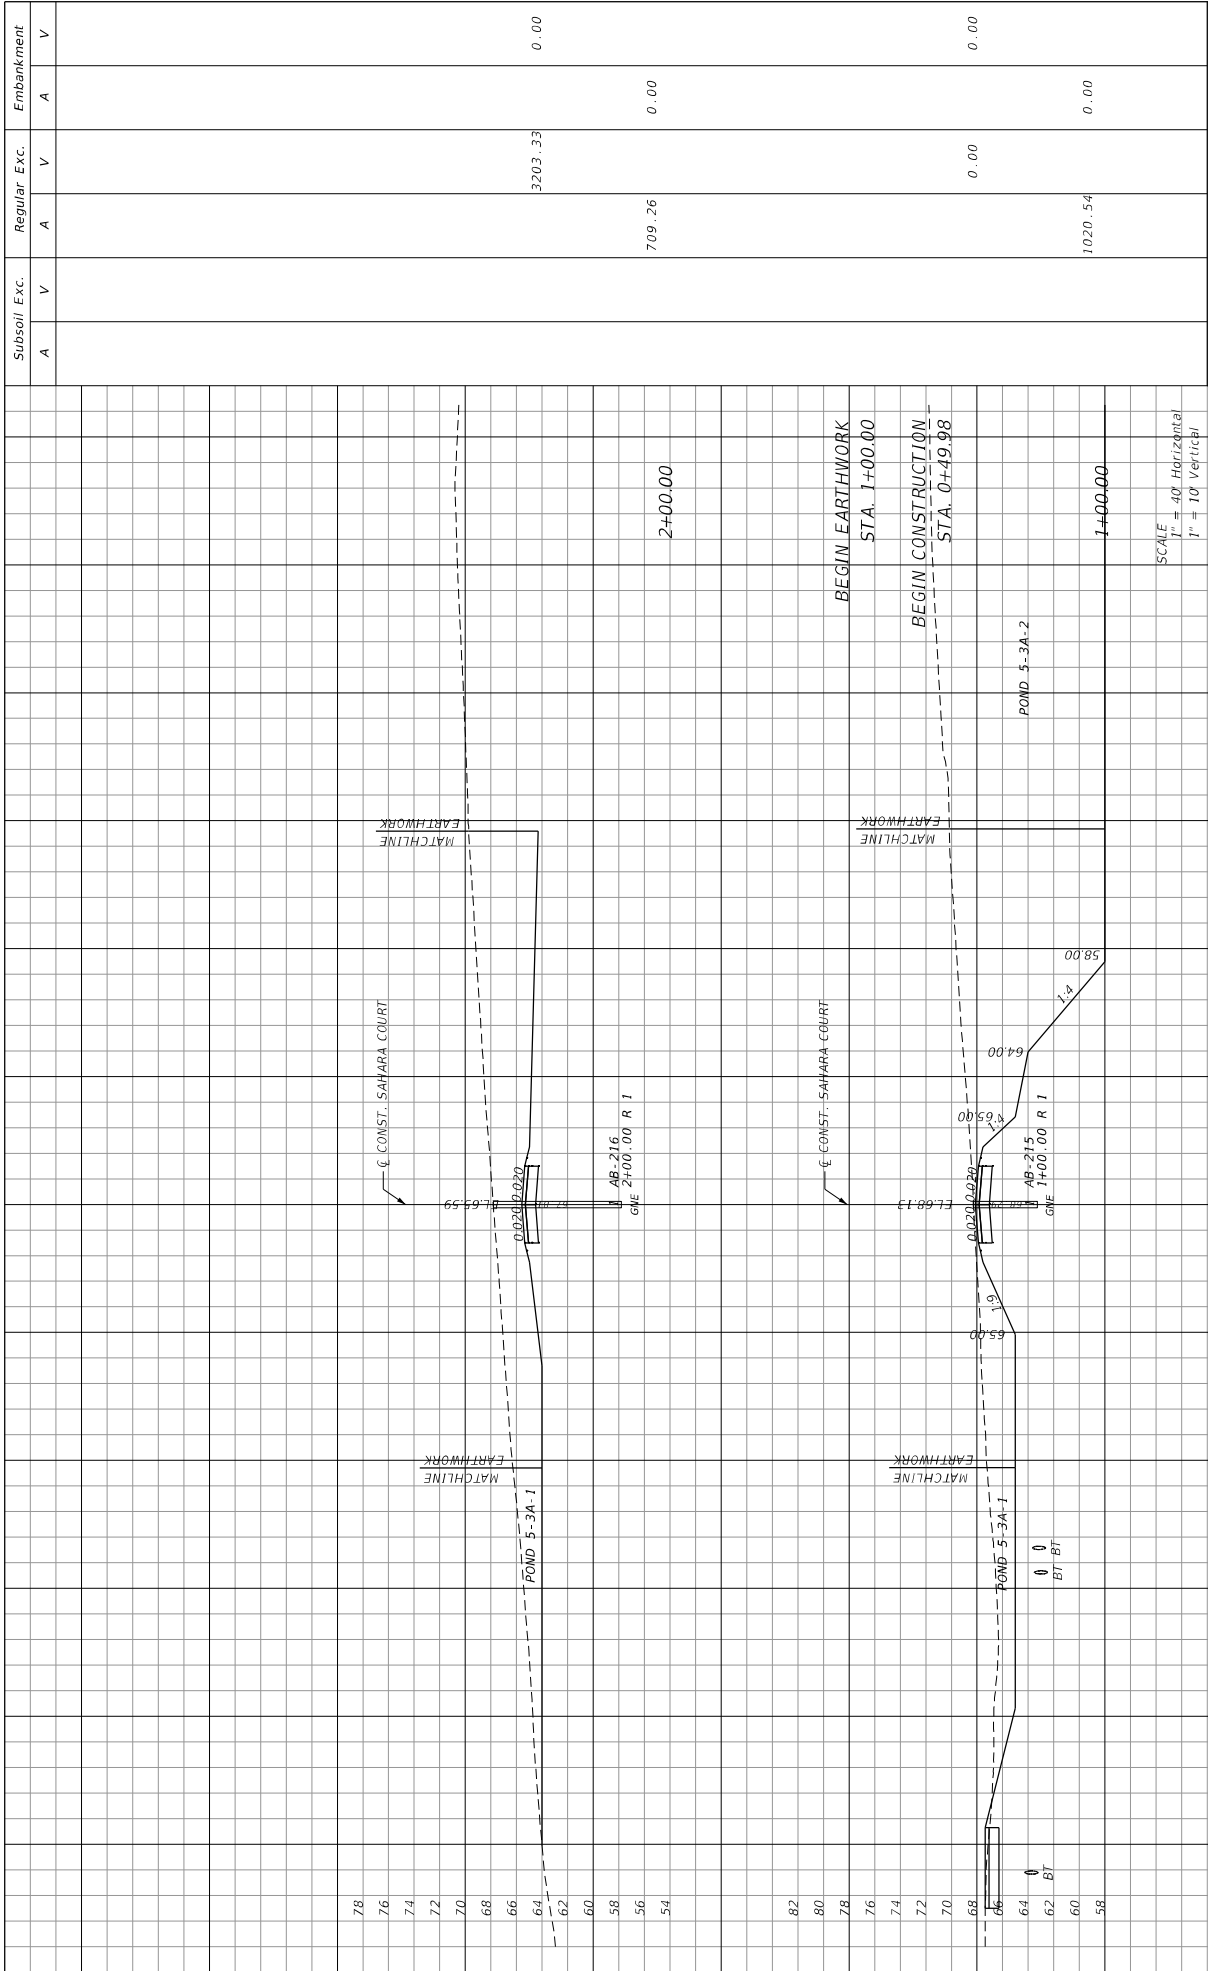 Embankment
V
A
Regular Exc.
V
A
Subsoil Exc.
V
A
0.00
0.00
3203.33
709.26
0.00
0.00
0.00
1020.54
2+00.00
MATCHLINE
EARTHWORK
℄ CONST. SAHARA COURT
EL.65.59
0.020
0.020
AB-216
2+00.00 R 1
GNE
MATCHLINE
EARTHWORK
POND 5-3A-1
78
76
74
72
70
68
66
64
62
60
58
56
54
BEGIN EARTHWORK
STA. 1+00.00
BEGIN CONSTRUCTION
STA. 0+49.98
1+00.00
SCALE
1" = 40' Horizontal
1" = 10' Vertical
POND 5-3A-2
MATCHLINE
EARTHWORK
58.00
1:4
64.00
65.00
1:4
℄ CONST. SAHARA COURT
EL.68.13
0.020
0.020
AB-215
1+00.00 R 1
GNE
1:9
65.00
MATCHLINE
EARTHWORK
POND 5-3A-1
BT
BT
BT
82
80
78
76
74
72
70
68
66
64
62
60
58